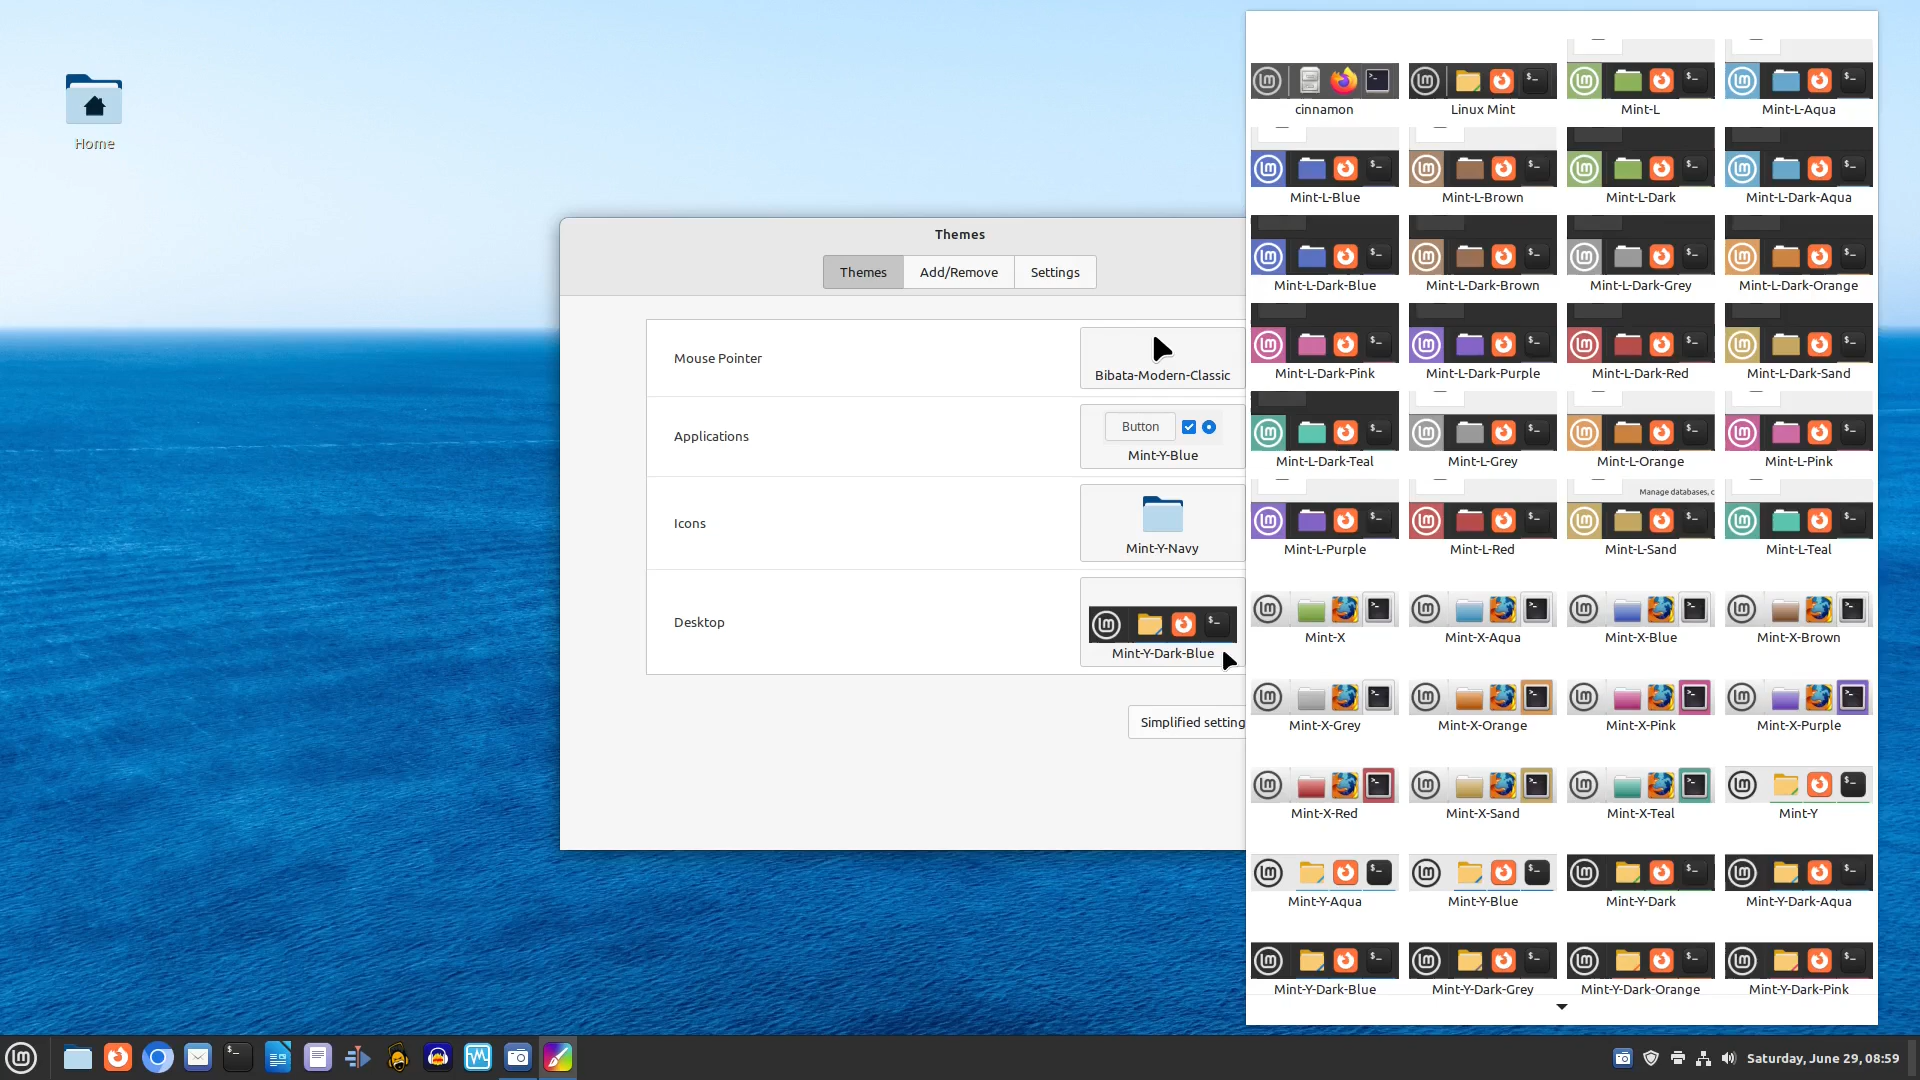 Home
Themes
Themes
Add/Remove
Settings
Mouse Pointer
Bibata-Modern-Classic
Applications
Button
Mint-Y-Blue
Icons
Mint-Y-Navy
Desktop
Mint-Y-Dark-Blue
Simplified setting
cinnamon
Linux Mint
Mint-L
Mint-L-Aqua
Mint-L-Blue
Mint-L-Brown
Mint-L-Dark
Mint-L-Dark-Aqua
Mint-L-Dark-Blue
Mint-L-Dark-Brown
Mint-L-Dark-Grey
Mint-L-Dark-Orange
Mint-L-Dark-Pink
Mint-L-Dark-Purple
Mint-L-Dark-Red
Mint-L-Dark-Sand
Mint-L-Dark-Teal
Mint-L-Grey
Mint-L-Orange
Mint-L-Pink
Manage databases, c
Mint-L-Purple
Mint-L-Red
Mint-L-Sand
Mint-L-Teal
Mint-X
Mint-X-Aqua
Mint-X-Blue
Mint-X-Brown
Mint-X-Grey
Mint-X-Orange
Mint-X-Pink
Mint-X-Purple
Mint-X-Red
Mint-X-Sand
Mint-X-Teal
Mint-Y
Mint-Y-Aqua
Mint-Y-Blue
Mint-Y-Dark
Mint-Y-Dark-Aqua
Mint-Y-Dark-Blue
Mint-Y-Dark-Grey
Mint-Y-Dark-Orange
Mint-Y-Dark-Pink
Saturday, June 29, 08:59